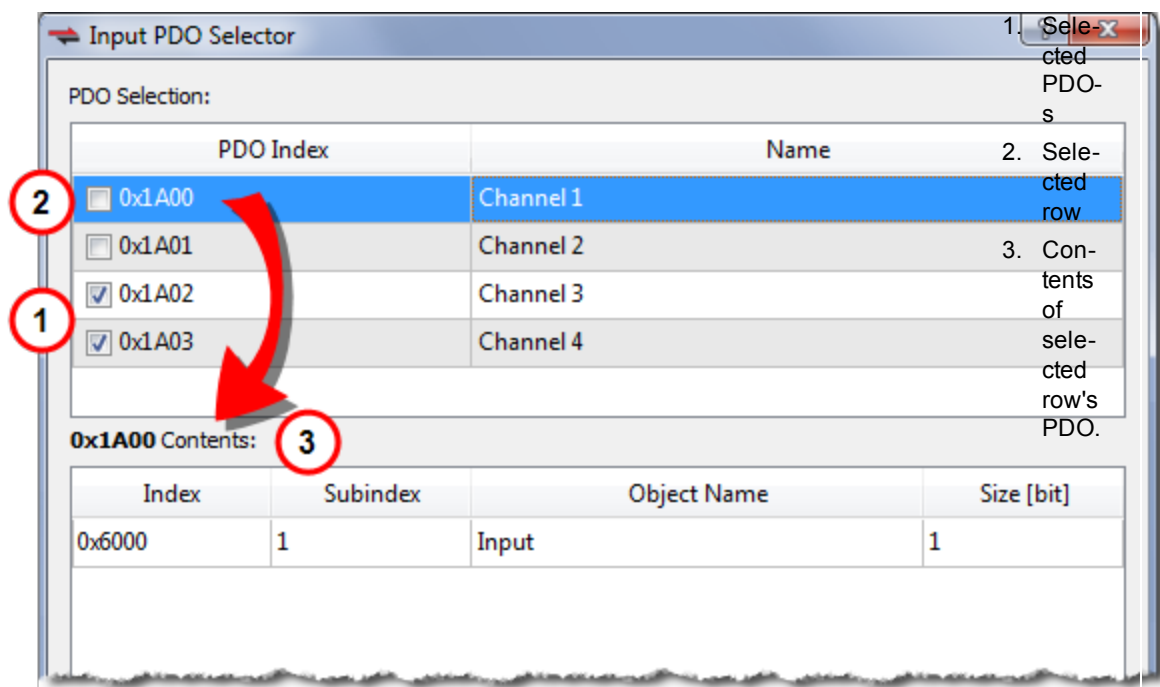 Input PDO Selector
PDO Selection:
PDO Index Name
2 0x1A00 Channel 1
0x1A01 Channel 2
1 0x1A02 Channel 3
0x1A03 Channel 4
0x1A00 Contents: 3
Index Subindex Object Name Size [bit]
0x6000 1 Input 1
1. Sele-
cted
PDO-
s
2. Sele-
cted
row
3. Con-
tents
of
sele-
cted
row's
PDO.